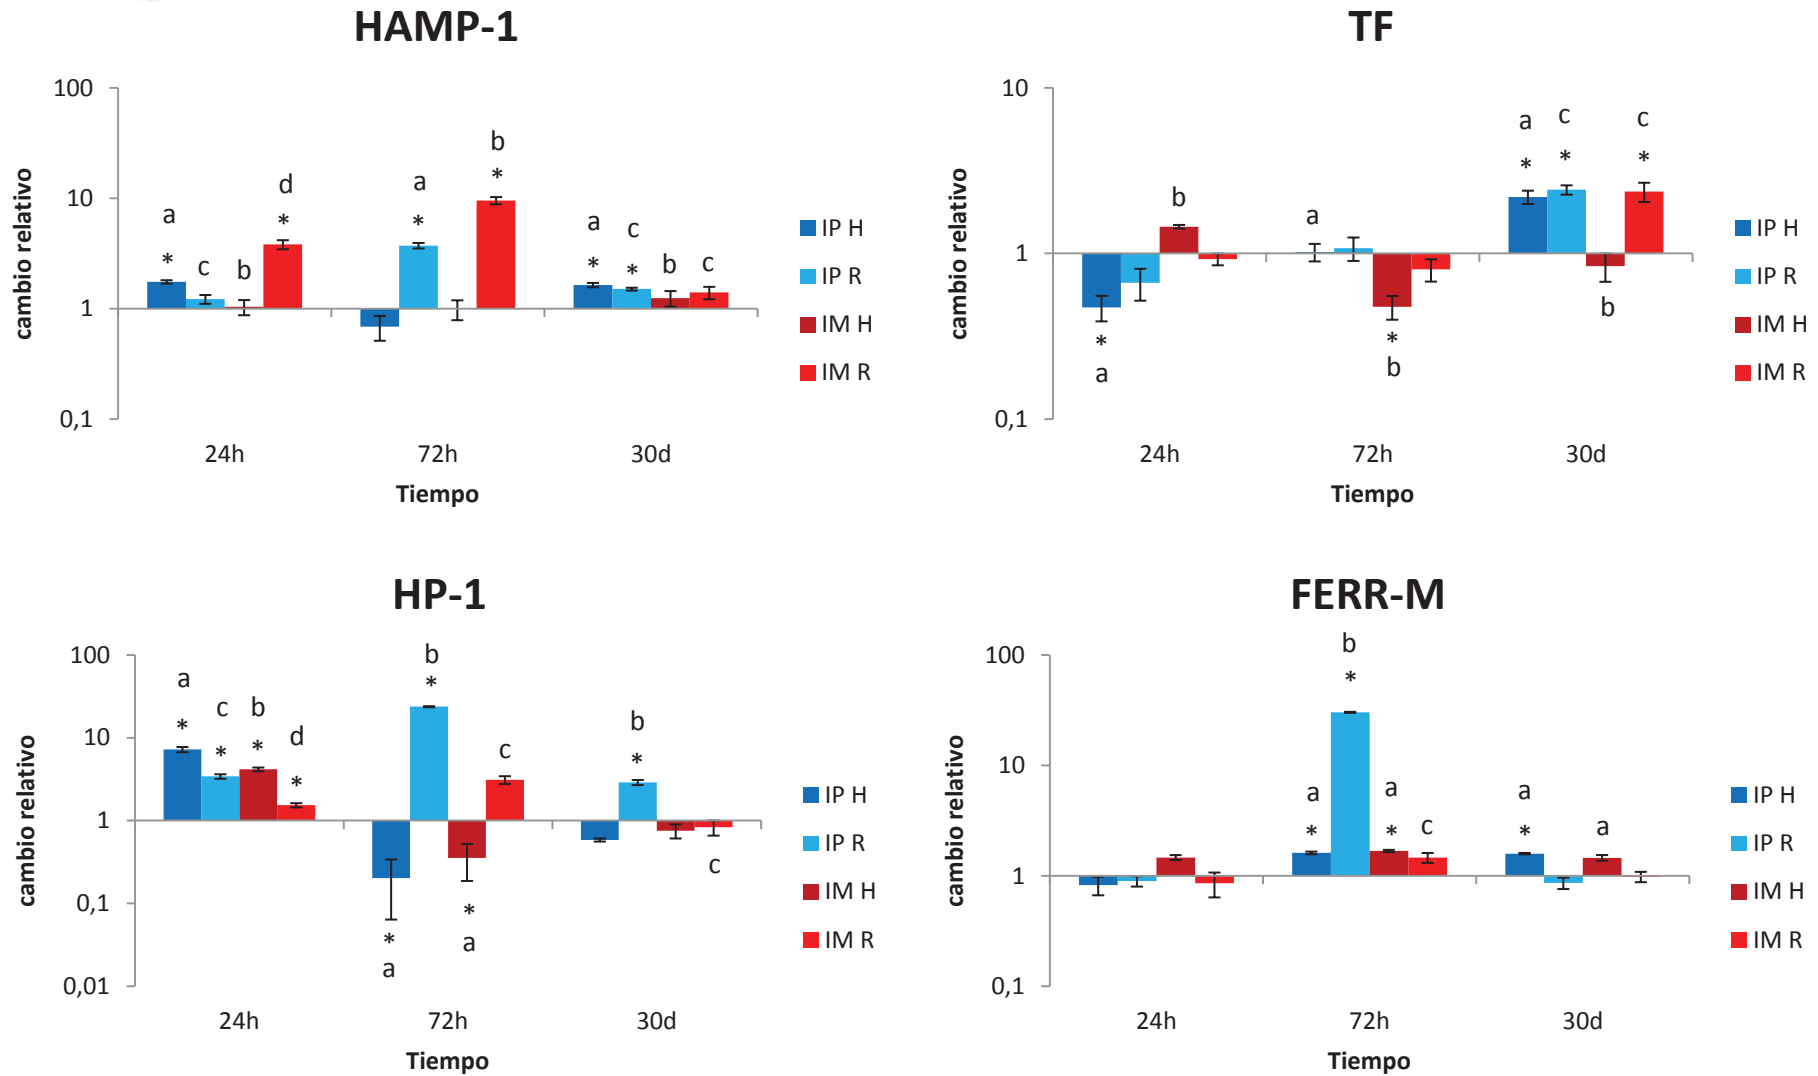 HAMP-1
100
10
1
0,1
cambio relativo
a
*
c
b
d
*
a
*
b
*
a
*
c
*
b
c
24h
72h
30d
Tiempo
IP H
IP R
IM H
IM R
TF
10
1
0,1
cambio relativo
*
a
b
a
*
b
a
*
c
*
b
c
*
24h
72h
30d
Tiempo
IP H
IP R
IM H
IM R
HP-1
100
10
1
0,1
0,01
cambio relativo
a
*
c
*
b
*
d
*
*
a
b
*
*
a
c
b
*
c
24h
72h
30d
Tiempo
IP H
IP R
IM H
IM R
FERR-M
100
10
1
0,1
cambio relativo
a
*
b
*
a
*
c
a
*
a
24h
72h
30d
Tiempo
IP H
IP R
IM H
IM R